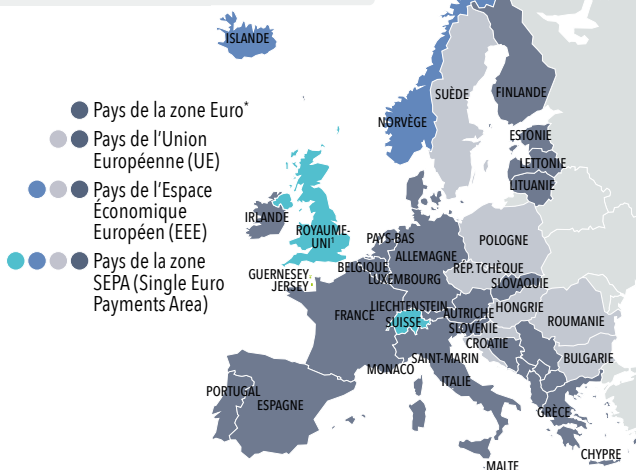 ISLANDE
Pays de la zone Euro*
Pays de l'Union
Européenne (UE)
Pays de l'Espace
Économique
Européen (EEE)
Pays de la zone
SEPA (Single Euro
Payments Area)
SUÈDE
FINLANDE
NORVÈGE
ESTONIE
LETTONIE
LITUANIE
IRLANDE
ROYAUME-
UNI¹
PAYS-BAS
POLOGNE
ALLEMAGNE
BELGIQUE
RÉP. TCHÈQUE
GUERNESEY
JERSEY
LUXEMBOURG
SLOVAQUIE
FRANCE
LIECHTENSTEIN
SUISSE
AUTRICHE
HONGRIE
SLOVÉNIE
ROUMANIE
CROATIE
SAINT-MARIN
BULGARIE
MONACO
ITALIE
PORTUGAL
ESPAGNE
GRÈCE
CHYPRE
MALTE